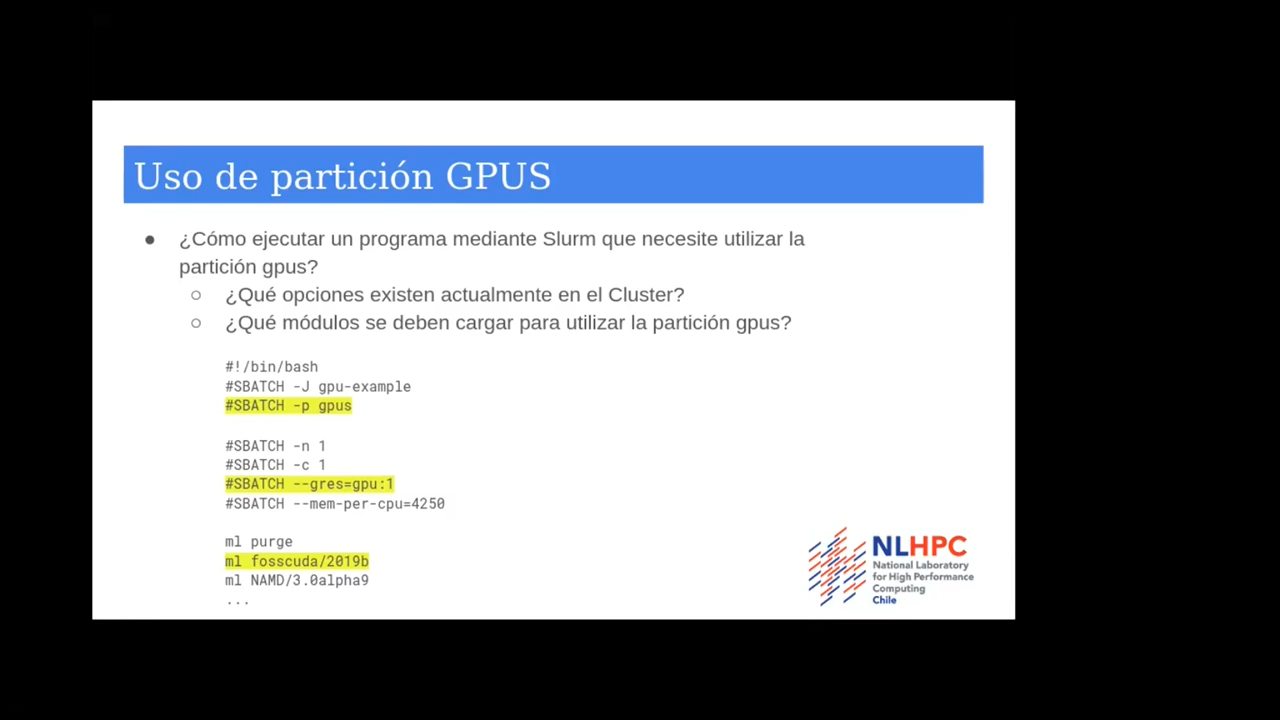 Uso de partición GPUS
● ¿Cómo ejecutar un programa mediante Slurm que necesite utilizar la
partición gpus?
○ ¿Qué opciones existen actualmente en el Cluster?
○ ¿Qué módulos se deben cargar para utilizar la partición gpus?
#!/bin/bash
#SBATCH -J gpu-example
#SBATCH -p gpus
#SBATCH -n 1
#SBATCH -c 1
#SBATCH --gres=gpu:1
#SBATCH --mem-per-cpu=4250
ml purge
ml fosscuda/2019b
ml NAMD/3.0alpha9
...
NLHPC
National Laboratory
for High Performance
Computing
Chile